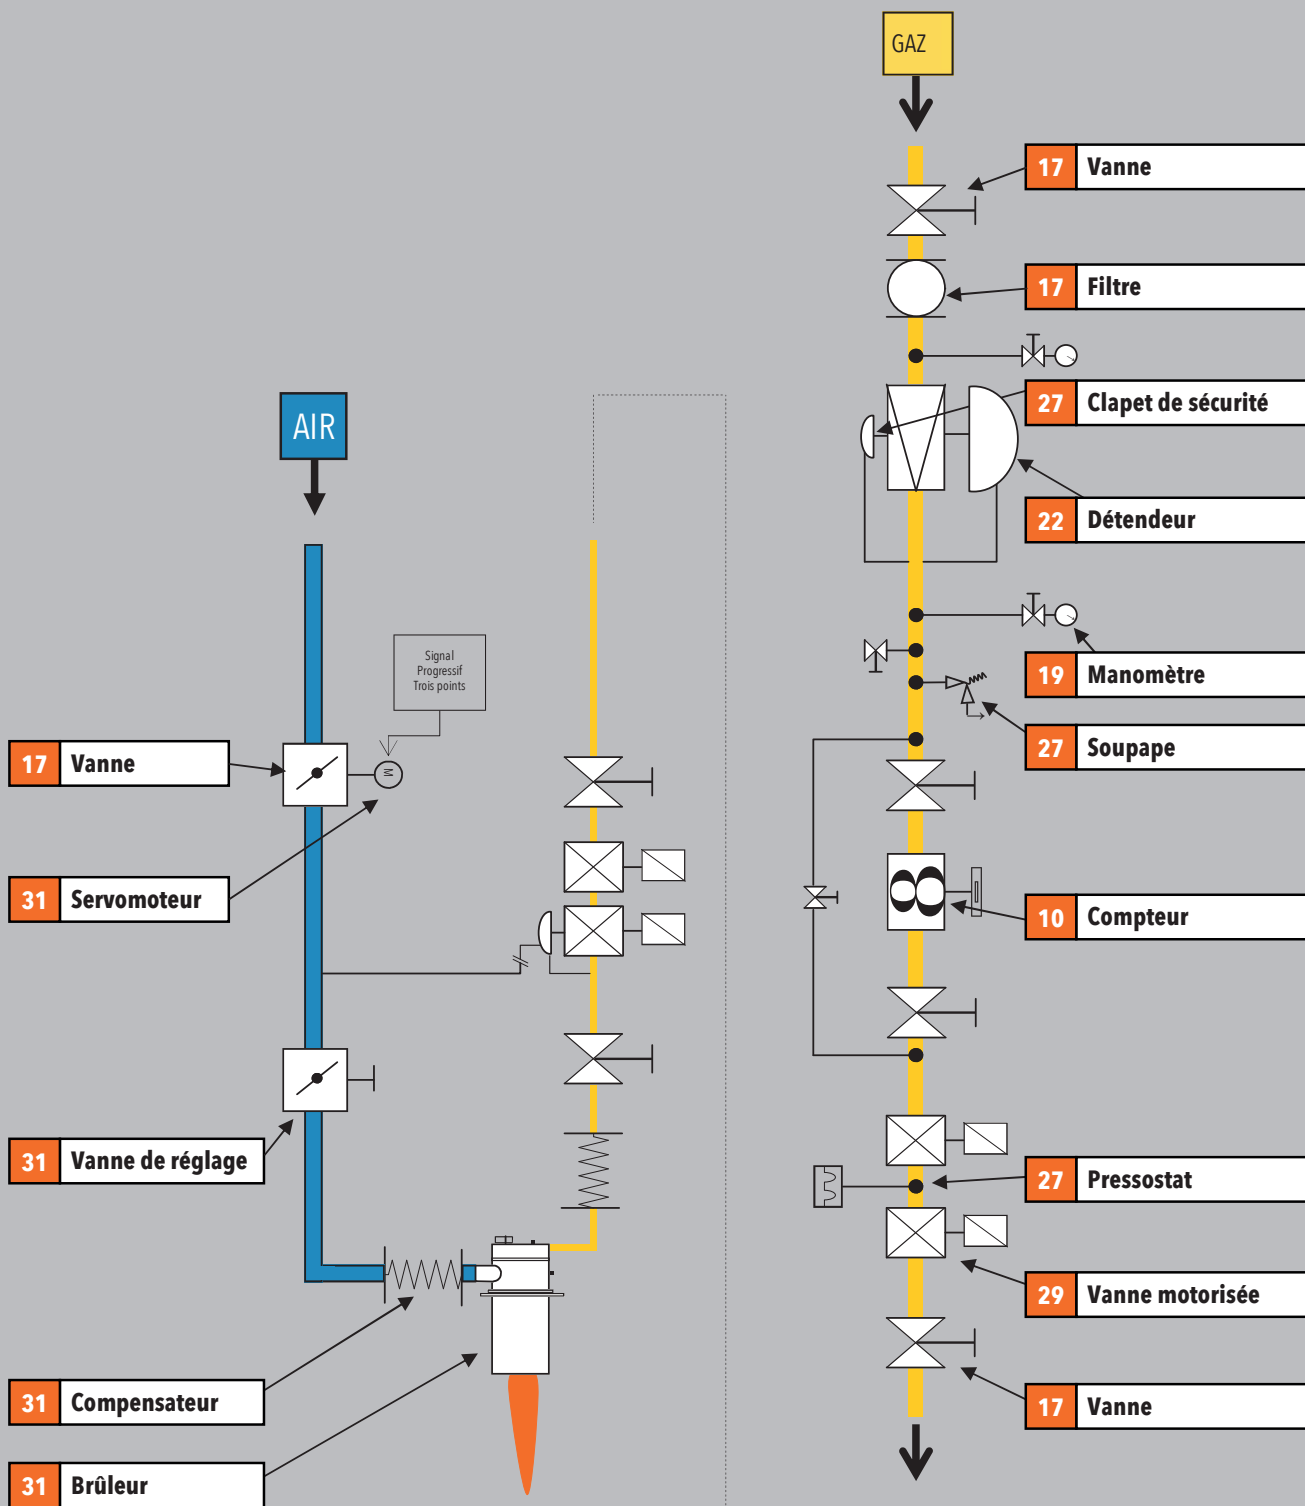 GAZ
17 Vanne
17 Filtre
27 Clapet de sécurité
22 Détendeur
19 Manomètre
27 Soupape
10 Compteur
27 Pressostat
29 Vanne motorisée
17 Vanne
AIR
Signal
Progressif
Trois points
M
17 Vanne
31 Servomoteur
31 Vanne de réglage
31 Compensateur
31 Brûleur